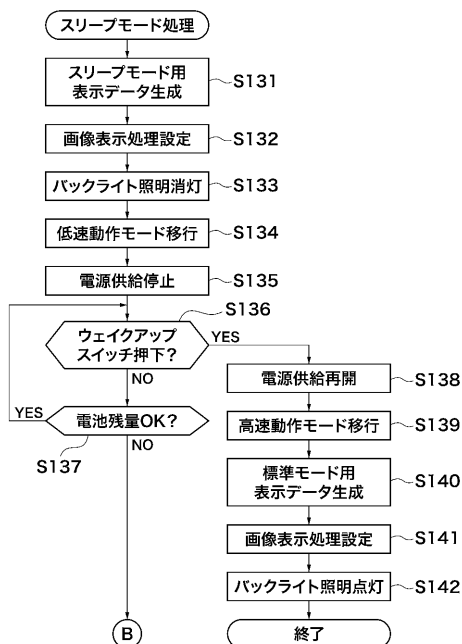 スリープモード処理
スリープモード用
表示データ生成
S131
画像表示処理設定
S132
バックライト照明消灯
S133
低速動作モード移行
S134
電源供給停止
S135
S136
ウェイクアップ
スイッチ押下?
YES
NO
電源供給再開
S138
YES
電池残量OK?
高速動作モード移行
S139
NO
S137
標準モード用
表示データ生成
S140
画像表示処理設定
S141
バックライト照明点灯
S142
B
終了